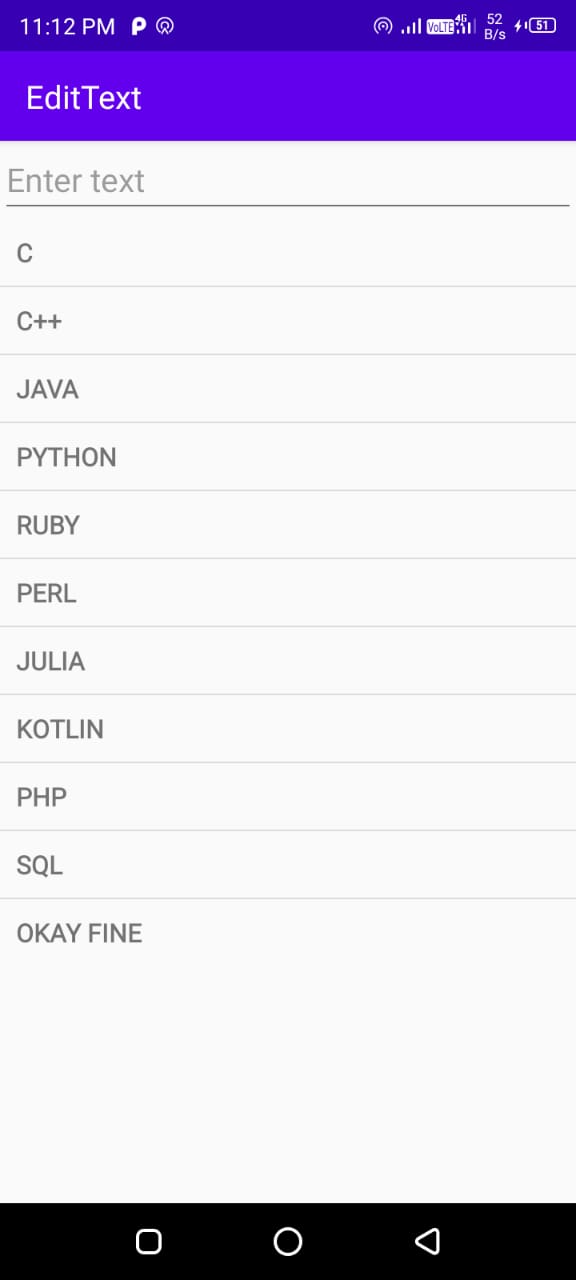 11:12 PM
VoLTE 4G 52 B/s 51
EditText
Enter text
C
C++
JAVA
PYTHON
RUBY
PERL
JULIA
KOTLIN
PHP
SQL
OKAY FINE